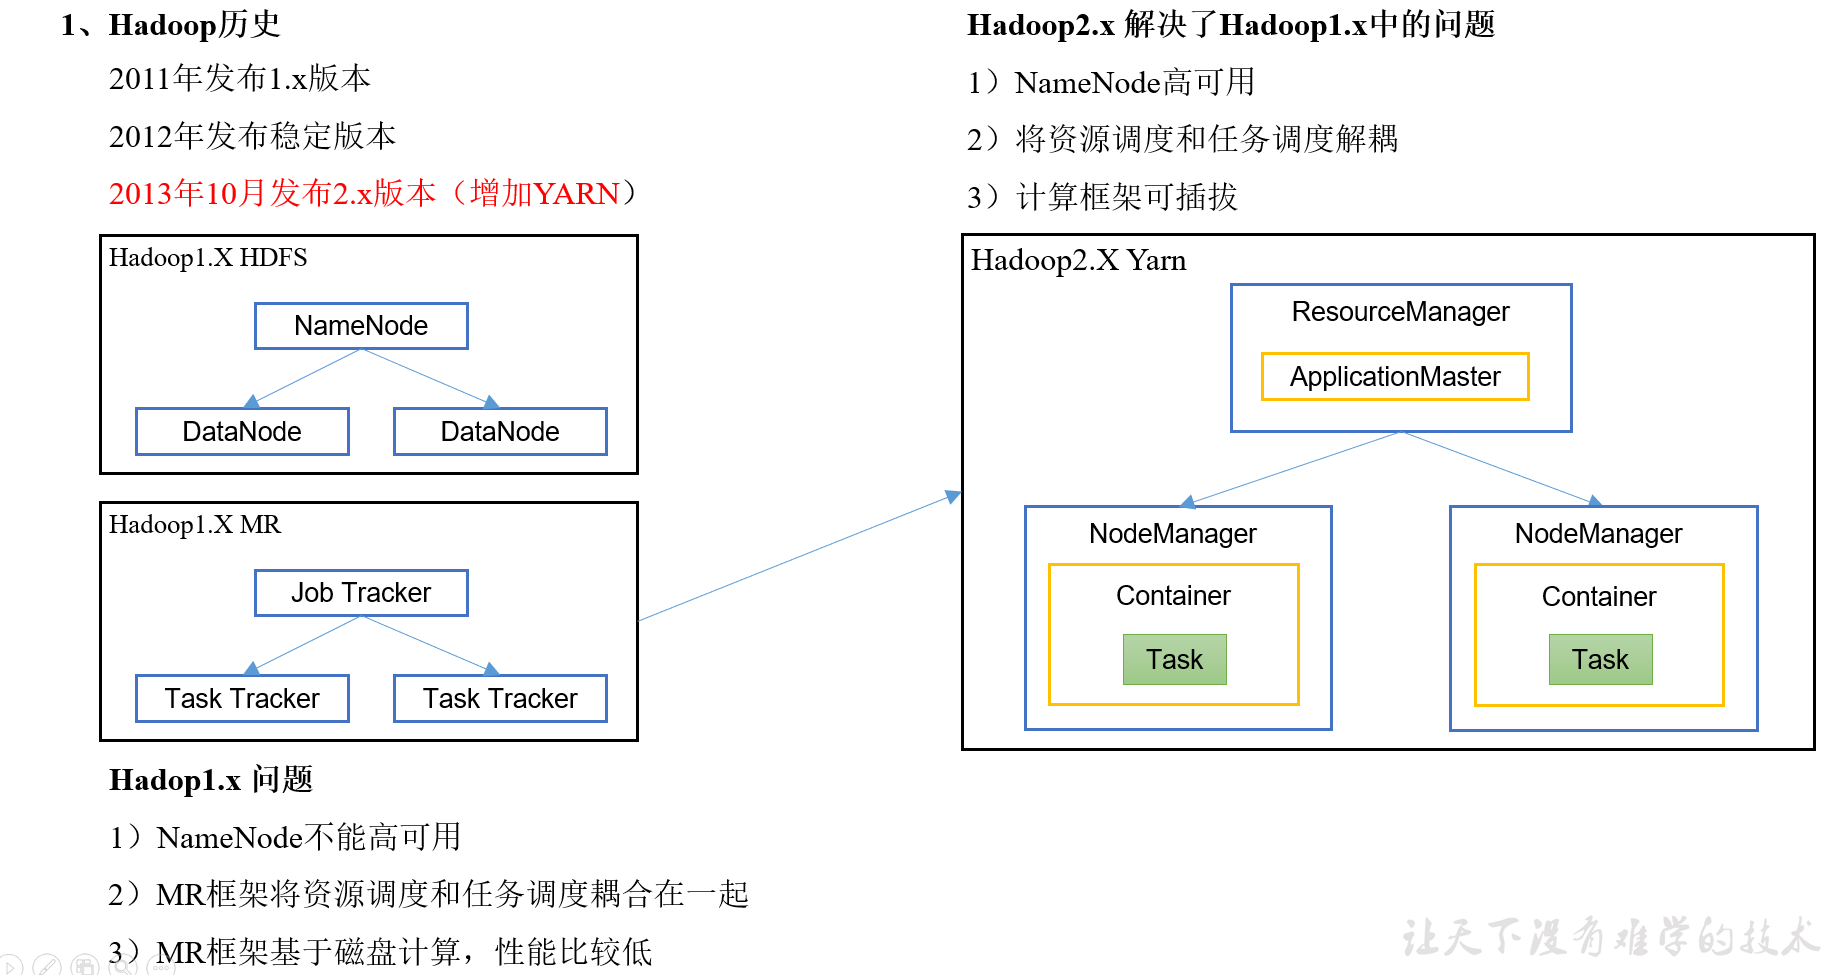 1、Hadoop历史
2011年发布1.x版本
2012年发布稳定版本
2013年10月发布2.x版本（增加YARN）
Hadoop1.X HDFS
NameNode
DataNode
DataNode
Hadoop1.X MR
Job Tracker
Task Tracker
Task Tracker
Hadop1.x 问题
1）NameNode不能高可用
2）MR框架将资源调度和任务调度耦合在一起
3）MR框架基于磁盘计算，性能比较低
Hadoop2.x 解决了Hadoop1.x中的问题
1）NameNode高可用
2）将资源调度和任务调度解耦
3）计算框架可插拔
Hadoop2.X Yarn
ResourceManager
ApplicationMaster
NodeManager
Container
Task
NodeManager
Container
Task
让天下没有难学的技术